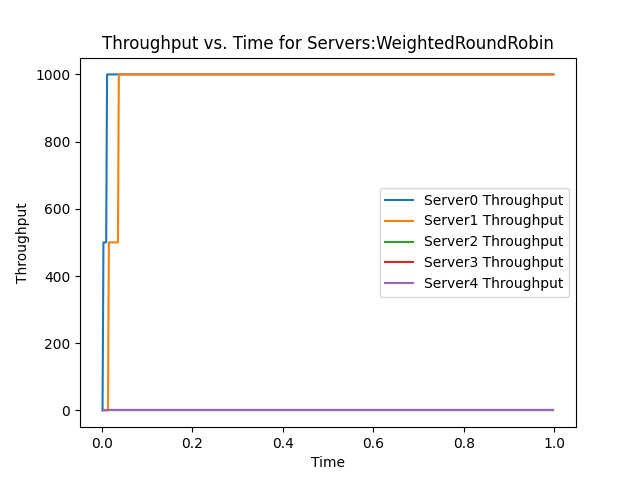 Throughput vs. Time for Servers:WeightedRoundRobin
Throughput
1000
800
600
400
200
0
Server0 Throughput
Server1 Throughput
Server2 Throughput
Server3 Throughput
Server4 Throughput
0.0 0.2 0.4 0.6 0.8 1.0
Time